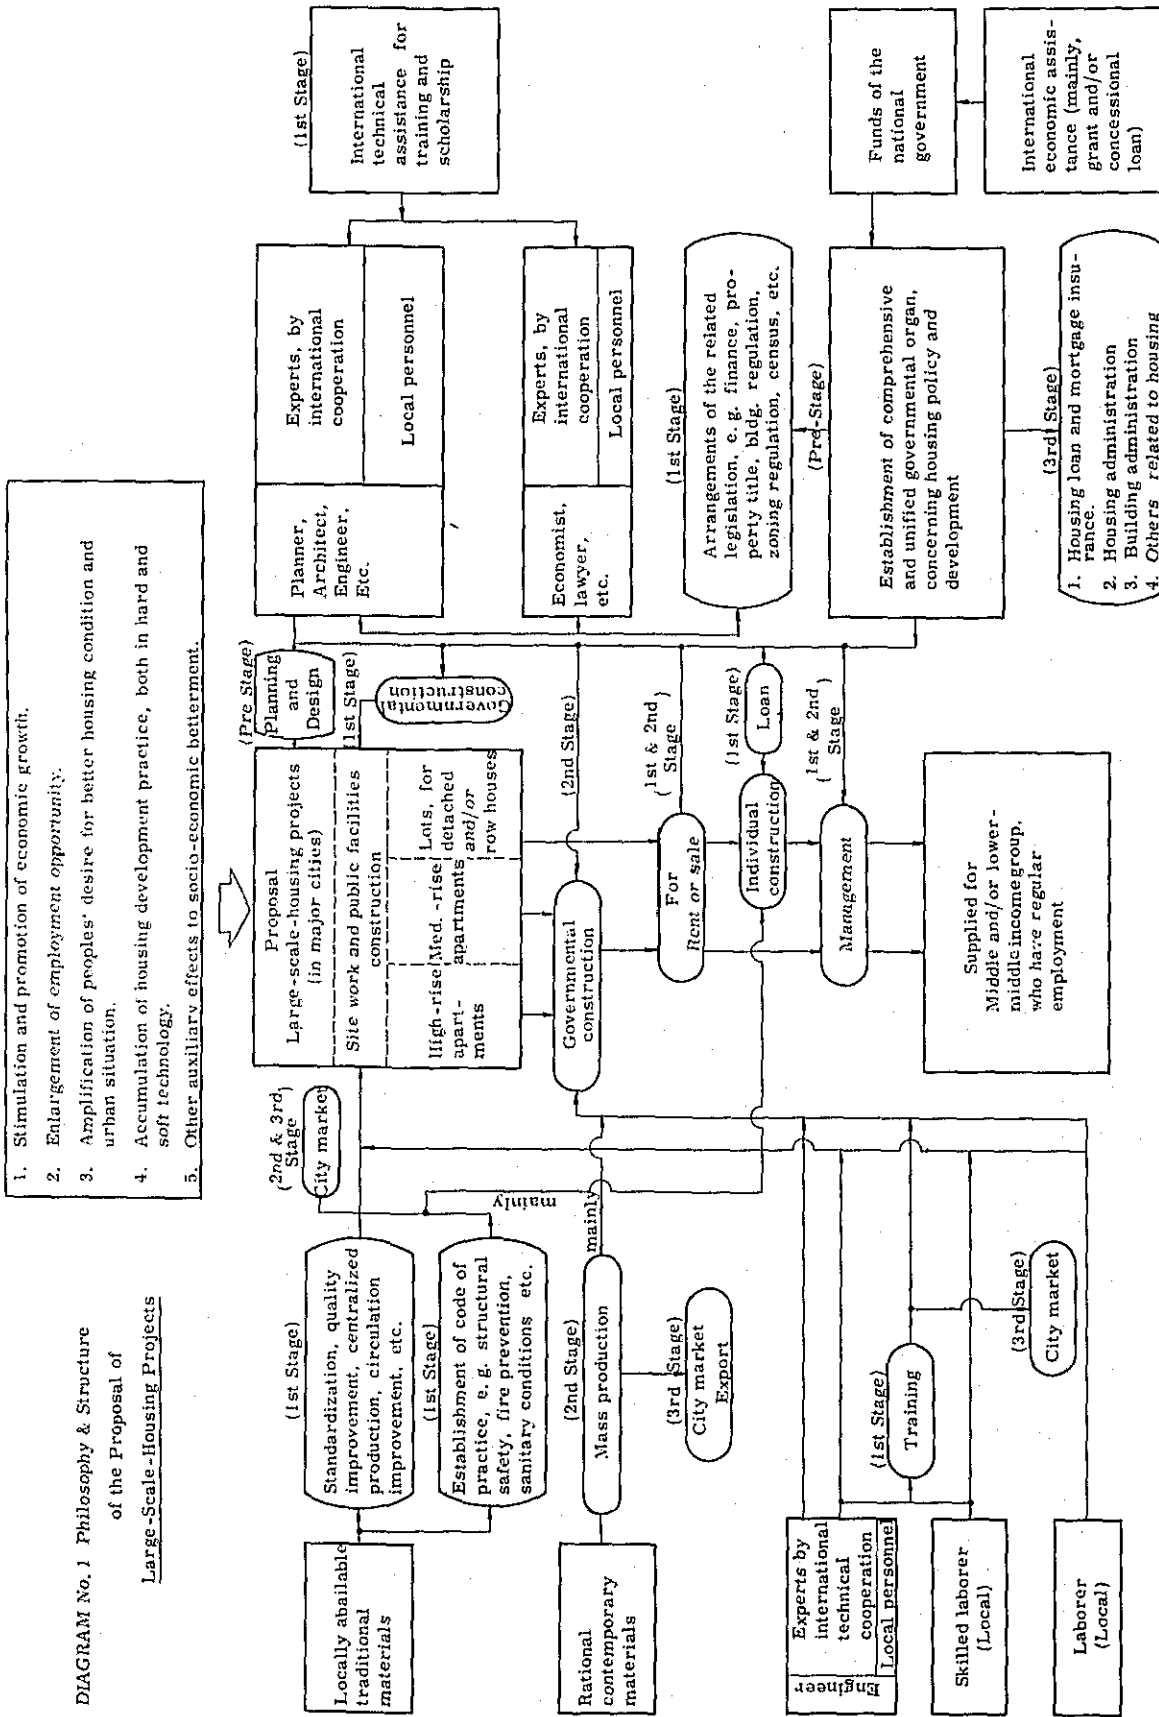 DIAGRAM No. 1 Philosophy & Structure
of the Proposal of
Large-Scale-Housing Projects
1. Stimulation and promotion of economic growth.
2. Enlargement of employment opportunity.
3. Amplification of peoples' desire for better housing condition and
urban situation.
4. Accumulation of housing development practice, both in hard and
soft technology.
5. Other auxiliary effects to socio-economic betterment.
Locally abailable
traditional
materials
(1st Stage)
Standardization, quality
improvement, centralized
production, circulation
improvement, etc.
(1st Stage)
Establishment of code of
practice, e. g. structural
safety, fire prevention,
sanitary conditions etc.
(2nd & 3rd
Stage)
City market
mainly
Rational
contemporary
materials
(2nd Stage)
Mass production
mainly
(3rd Stage)
City market
Export
Engineer
Experts by
international
technical
cooperation
Local personnel
Skilled laborer
(Local)
Laborer
(Local)
(1st Stage)
Training
(3rd Stage)
City market
Proposal
Large-scale-housing projects
(in major cities)
Site work and public facilities
construction
High-rise
apart-
ments
Med.-rise
apartments
Lots, for
detached
and/or
row houses
(Pre Stage)
Planning
and
Design
(1st Stage)
Governmental
construction
Governmental
construction
(2nd Stage)
For
Rent or sale
(1st & 2nd
Stage)
Individual
construction
(1st Stage)
Loan
Management
(1st & 2nd
Stage)
Supplied for
Middle and/or lower-
middle income group,
who have regular
employment
Planner,
Architect,
Engineer.
Etc.
Experts, by
international
cooperation
Local personnel
Economist,
lawyer,
etc.
Experts, by
international
cooperation
Local personnel
(1st Stage)
International
technical
assistance for
training and
scholarship
(1st Stage)
Arrangements of the related
legislation, e. g. finance, pro-
perty title, bldg. regulation,
zoning regulation, census, etc.
(Pre-Stage)
Establishment of comprehensive
and unified governmental organ,
concerning housing policy and
development
Funds of the
national
government
International
economic assis-
tance (mainly,
grant and/or
concessional
loan)
(3rd Stage)
1. Housing loan and mortgage insu-
rance.
2. Housing administration
3. Building administration
4. Others related to housing